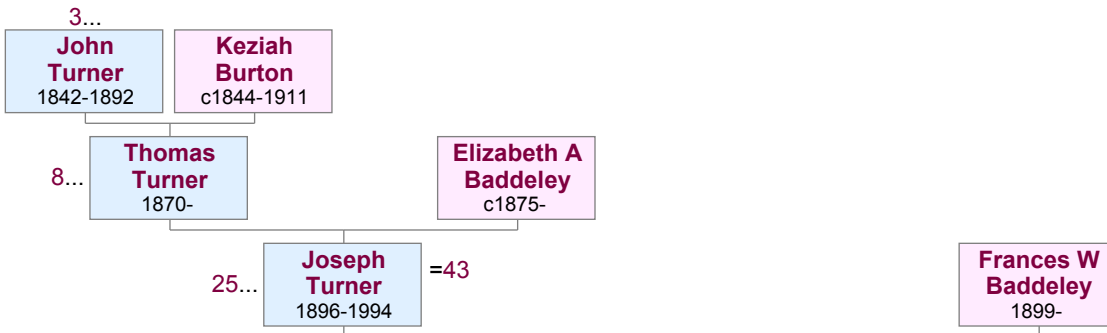 3...
John
Turner
1842-1892
Keziah
Burton
c1844-1911
8...
Thomas
Turner
1870-
Elizabeth A
Baddeley
c1875-
25...
Joseph
Turner
1896-1994
=43
Frances W
Baddeley
1899-